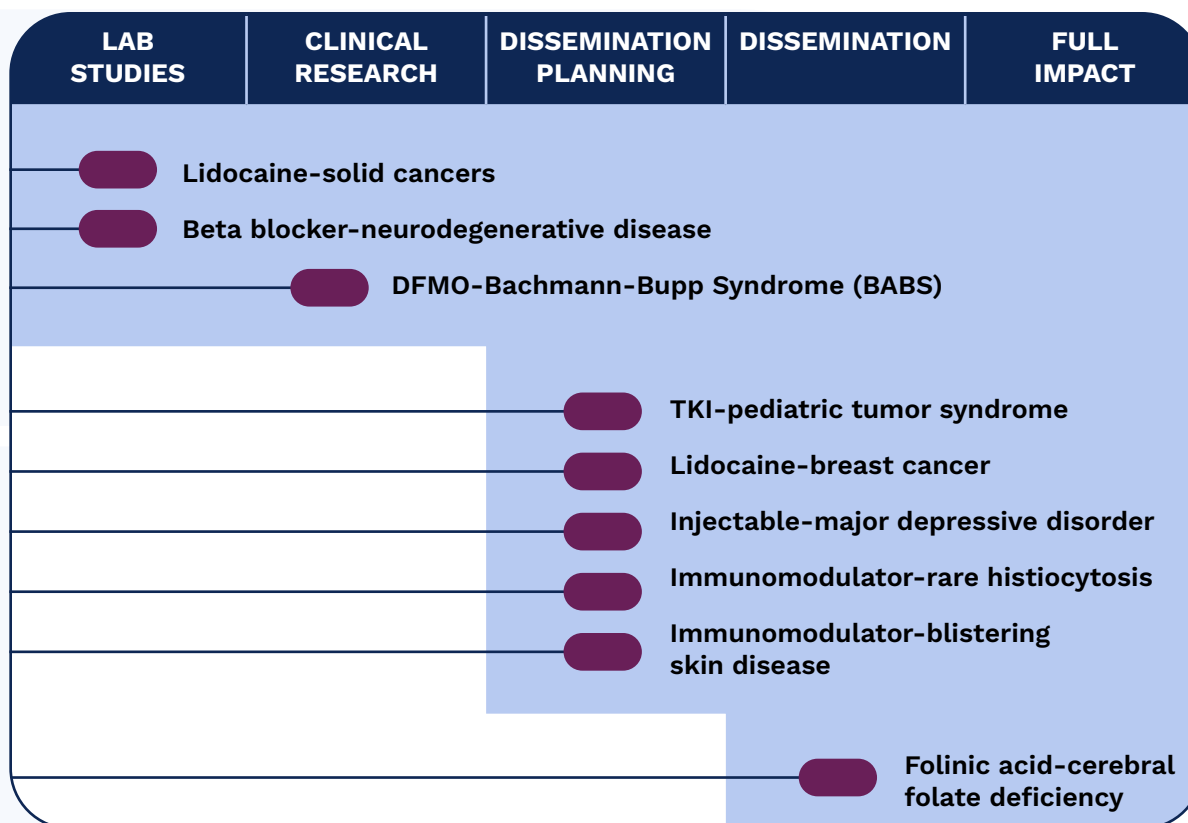 LAB
STUDIES
CLINICAL
RESEARCH
DISSEMINATION
PLANNING
DISSEMINATION
FULL
IMPACT
Lidocaine-solid cancers
Beta blocker-neurodegenerative disease
DFMO-Bachmann-Bupp Syndrome (BABS)
TKI-pediatric tumor syndrome
Lidocaine-breast cancer
Injectable-major depressive disorder
Immunomodulator-rare histiocytosis
Immunomodulator-blistering
skin disease
Folinic acid-cerebral
folate deficiency